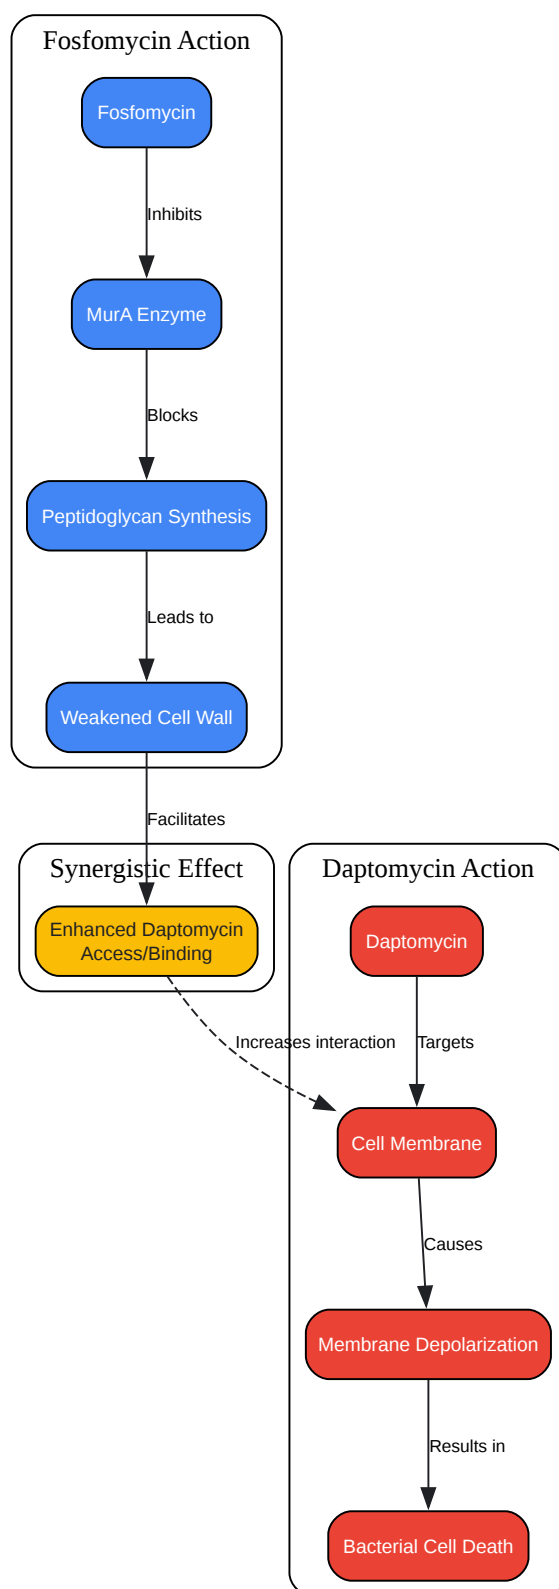 Fosfomycin Action
Fosfomycin
Inhibits
MurA Enzyme
Blocks
Peptidoglycan Synthesis
Leads to
Weakened Cell Wall
Facilitates
Synergistic Effect
Enhanced Daptomycin
Access/Binding
Daptomycin Action
Daptomycin
Increases interaction
Targets
Cell Membrane
Causes
Membrane Depolarization
Results in
Bacterial Cell Death